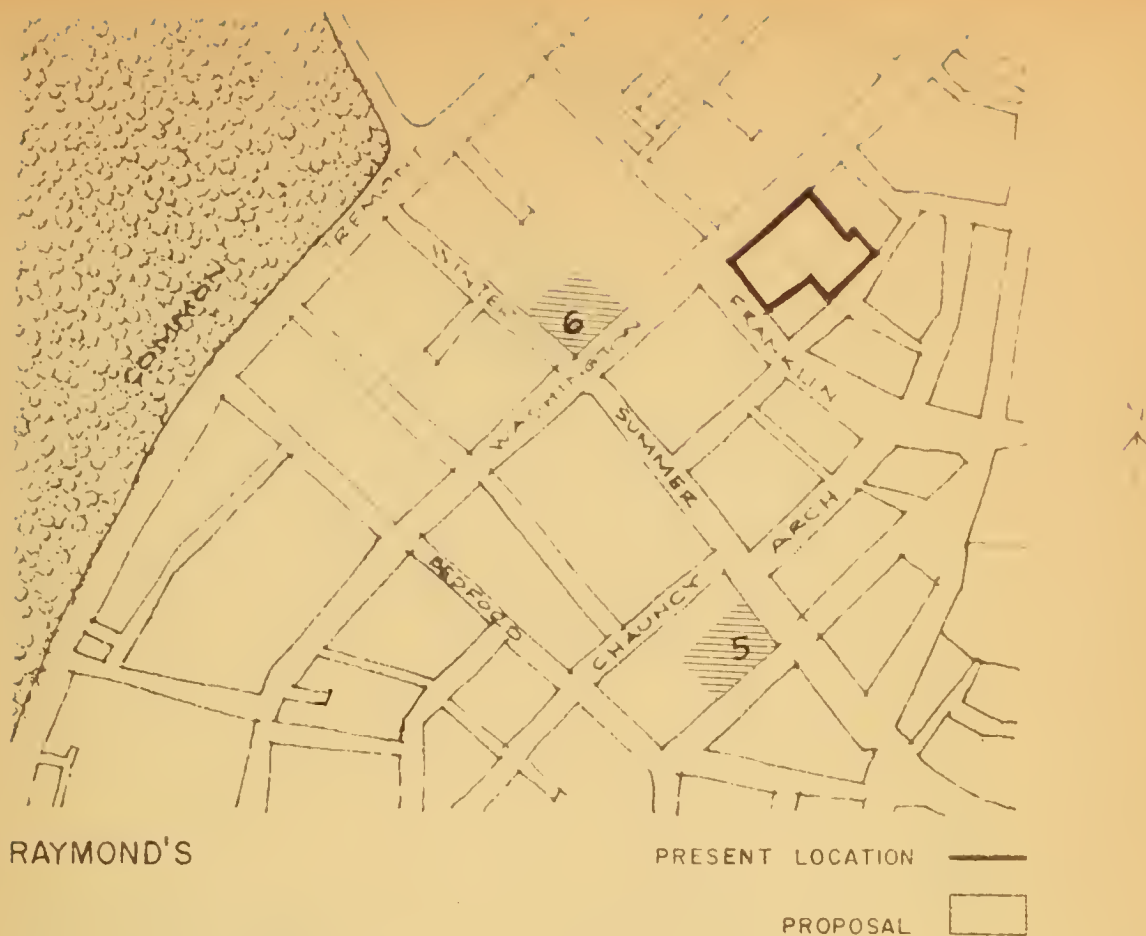 TREMONT
COMMON
WINTER
6
WASHINGTON
FRANKLIN
SUMMER
ARCH
BEDFORD
CHAUNCY
5
RAYMOND'S
PRESENT LOCATION
PROPOSAL